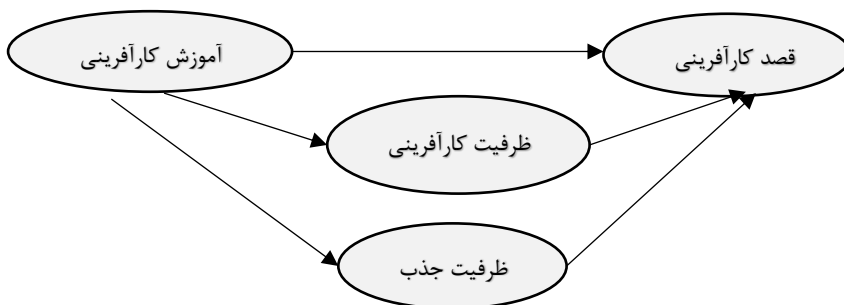 قصد کارآفرینی
آموزش کارآفرینی
ظرفیت کارآفرینی
ظرفیت جذب